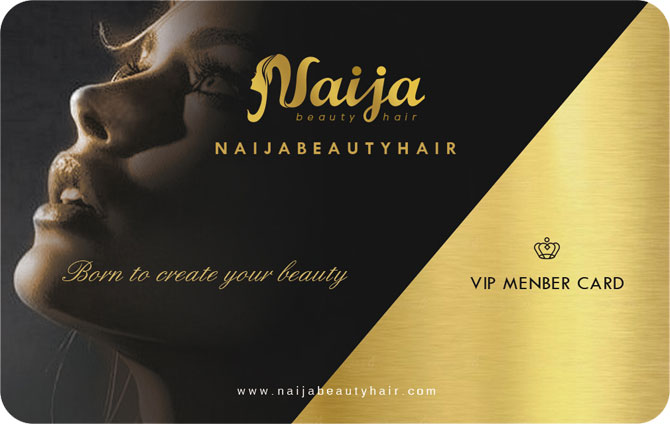 Naija
beauty hair
NAIJABEAUTYHAIR
Born to create your beauty
VIP MENBER CARD
www.naijabeautyhair.com